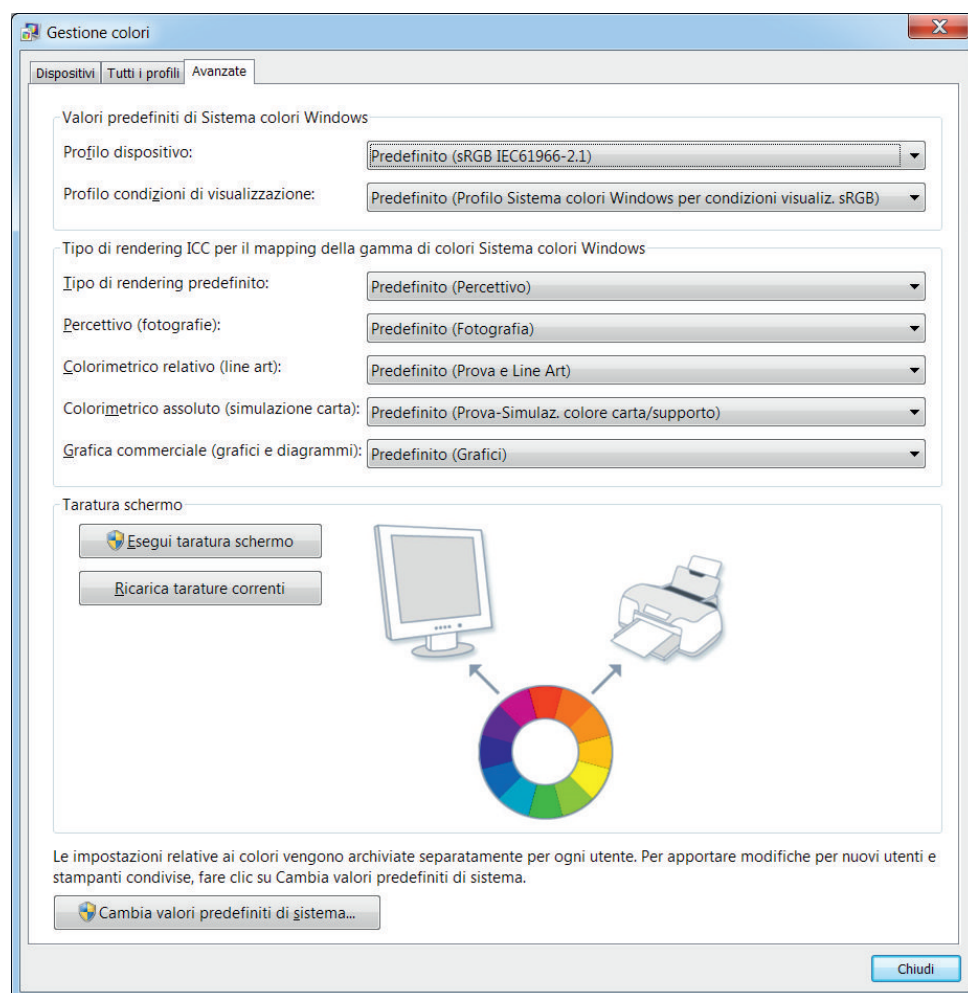 Gestione colori
Dispositivi Tutti i profili Avanzate
Valori predefiniti di Sistema colori Windows
Profilo dispositivo: Predefinito (sRGB IEC61966-2.1)
Profilo condizioni di visualizzazione: Predefinito (Profilo Sistema colori Windows per condizioni visualiz. sRGB)
Tipo di rendering ICC per il mapping della gamma di colori Sistema colori Windows
Tipo di rendering predefinito: Predefinito (Percettivo)
Percettivo (fotografie): Predefinito (Fotografia)
Colorimetrico relativo (line art): Predefinito (Prova e Line Art)
Colorimetrico assoluto (simulazione carta): Predefinito (Prova-Simulaz. colore carta/supporto)
Grafica commerciale (grafici e diagrammi): Predefinito (Grafici)
Taratura schermo
Esegui taratura schermo
Ricarica tarature correnti
Le impostazioni relative ai colori vengono archiviate separatamente per ogni utente. Per apportare modifiche per nuovi utenti e
stampanti condivise, fare clic su Cambia valori predefiniti di sistema.
Cambia valori predefiniti di sistema...
Chiudi